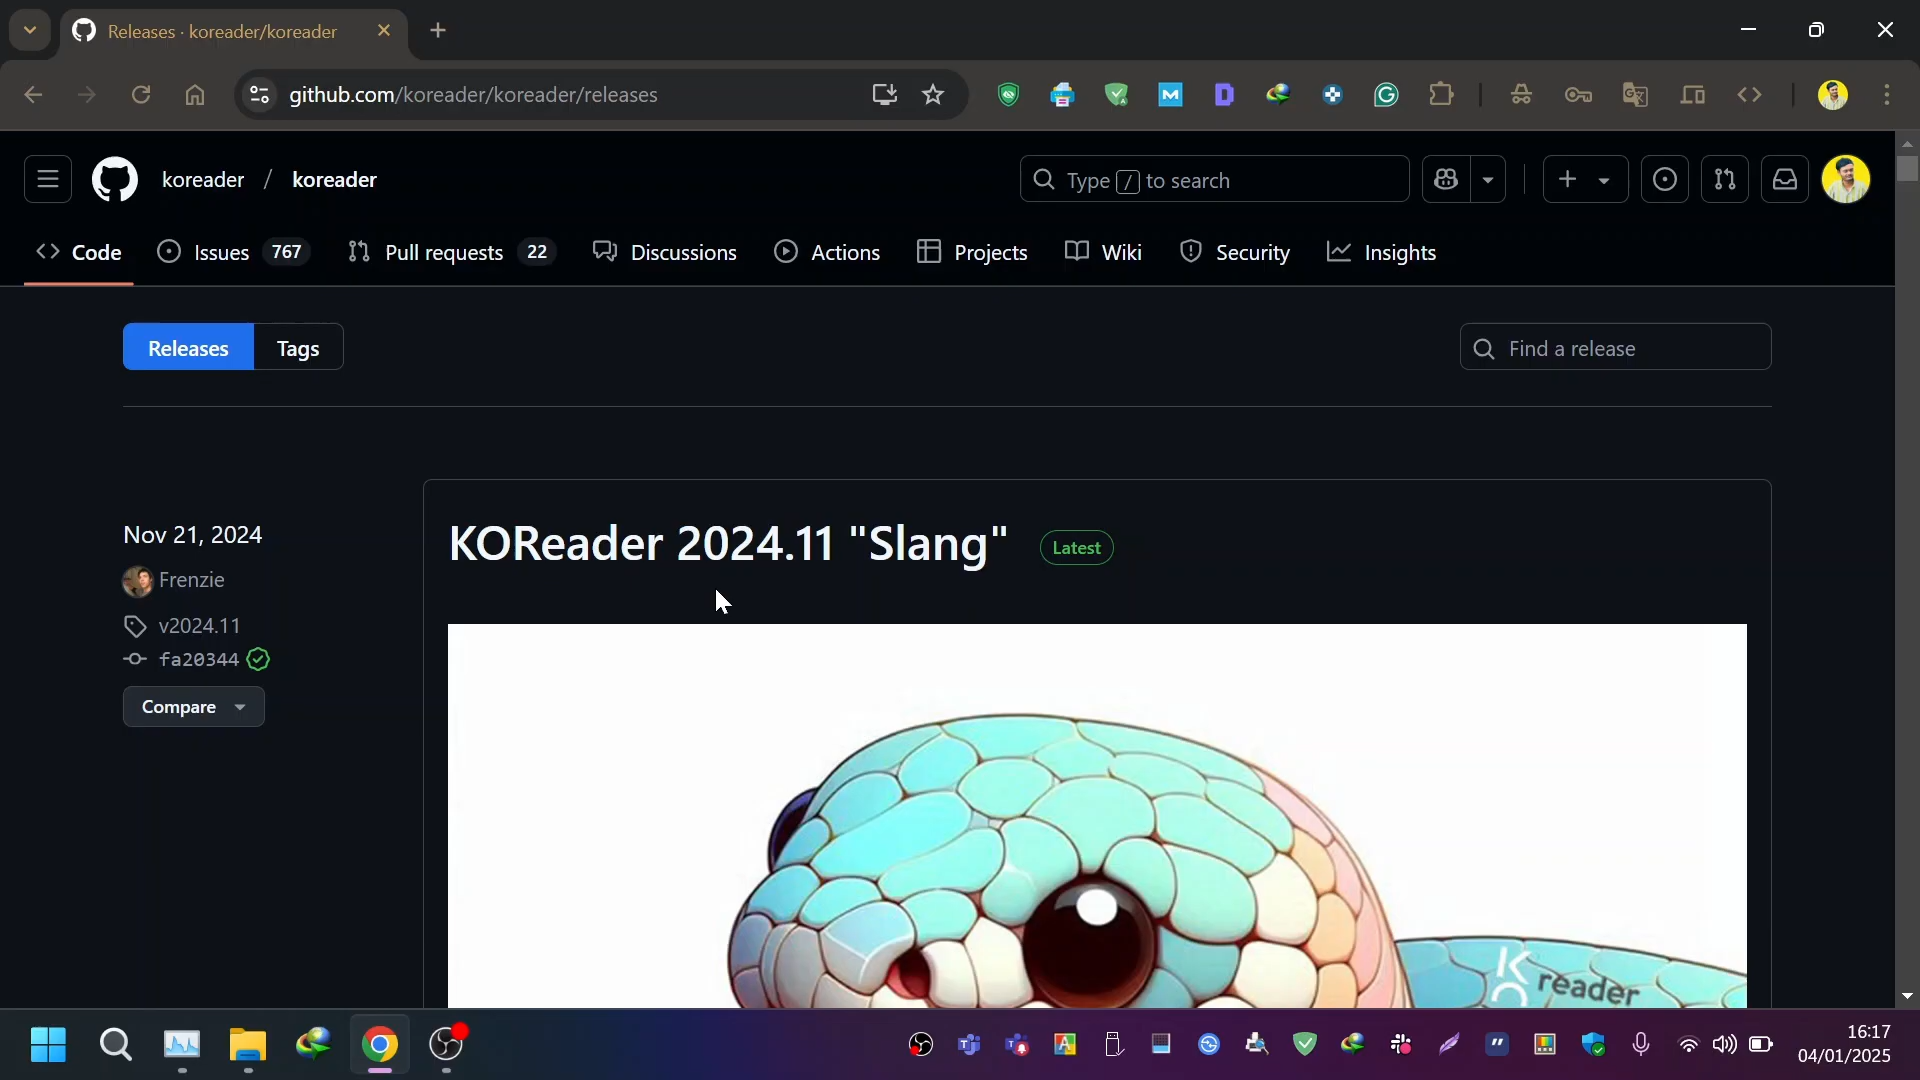 Releases · koreader/koreader
github.com/koreader/koreader/releases
koreader / koreader
Type / to search
Code
Issues 767
Pull requests 22
Discussions
Actions
Projects
Wiki
Security
Insights
Releases
Tags
Find a release
Nov 21, 2024
Frenzie
v2024.11
fa20344
Compare
KOReader 2024.11 "Slang"
Latest
KO reader
16:17
04/01/2025